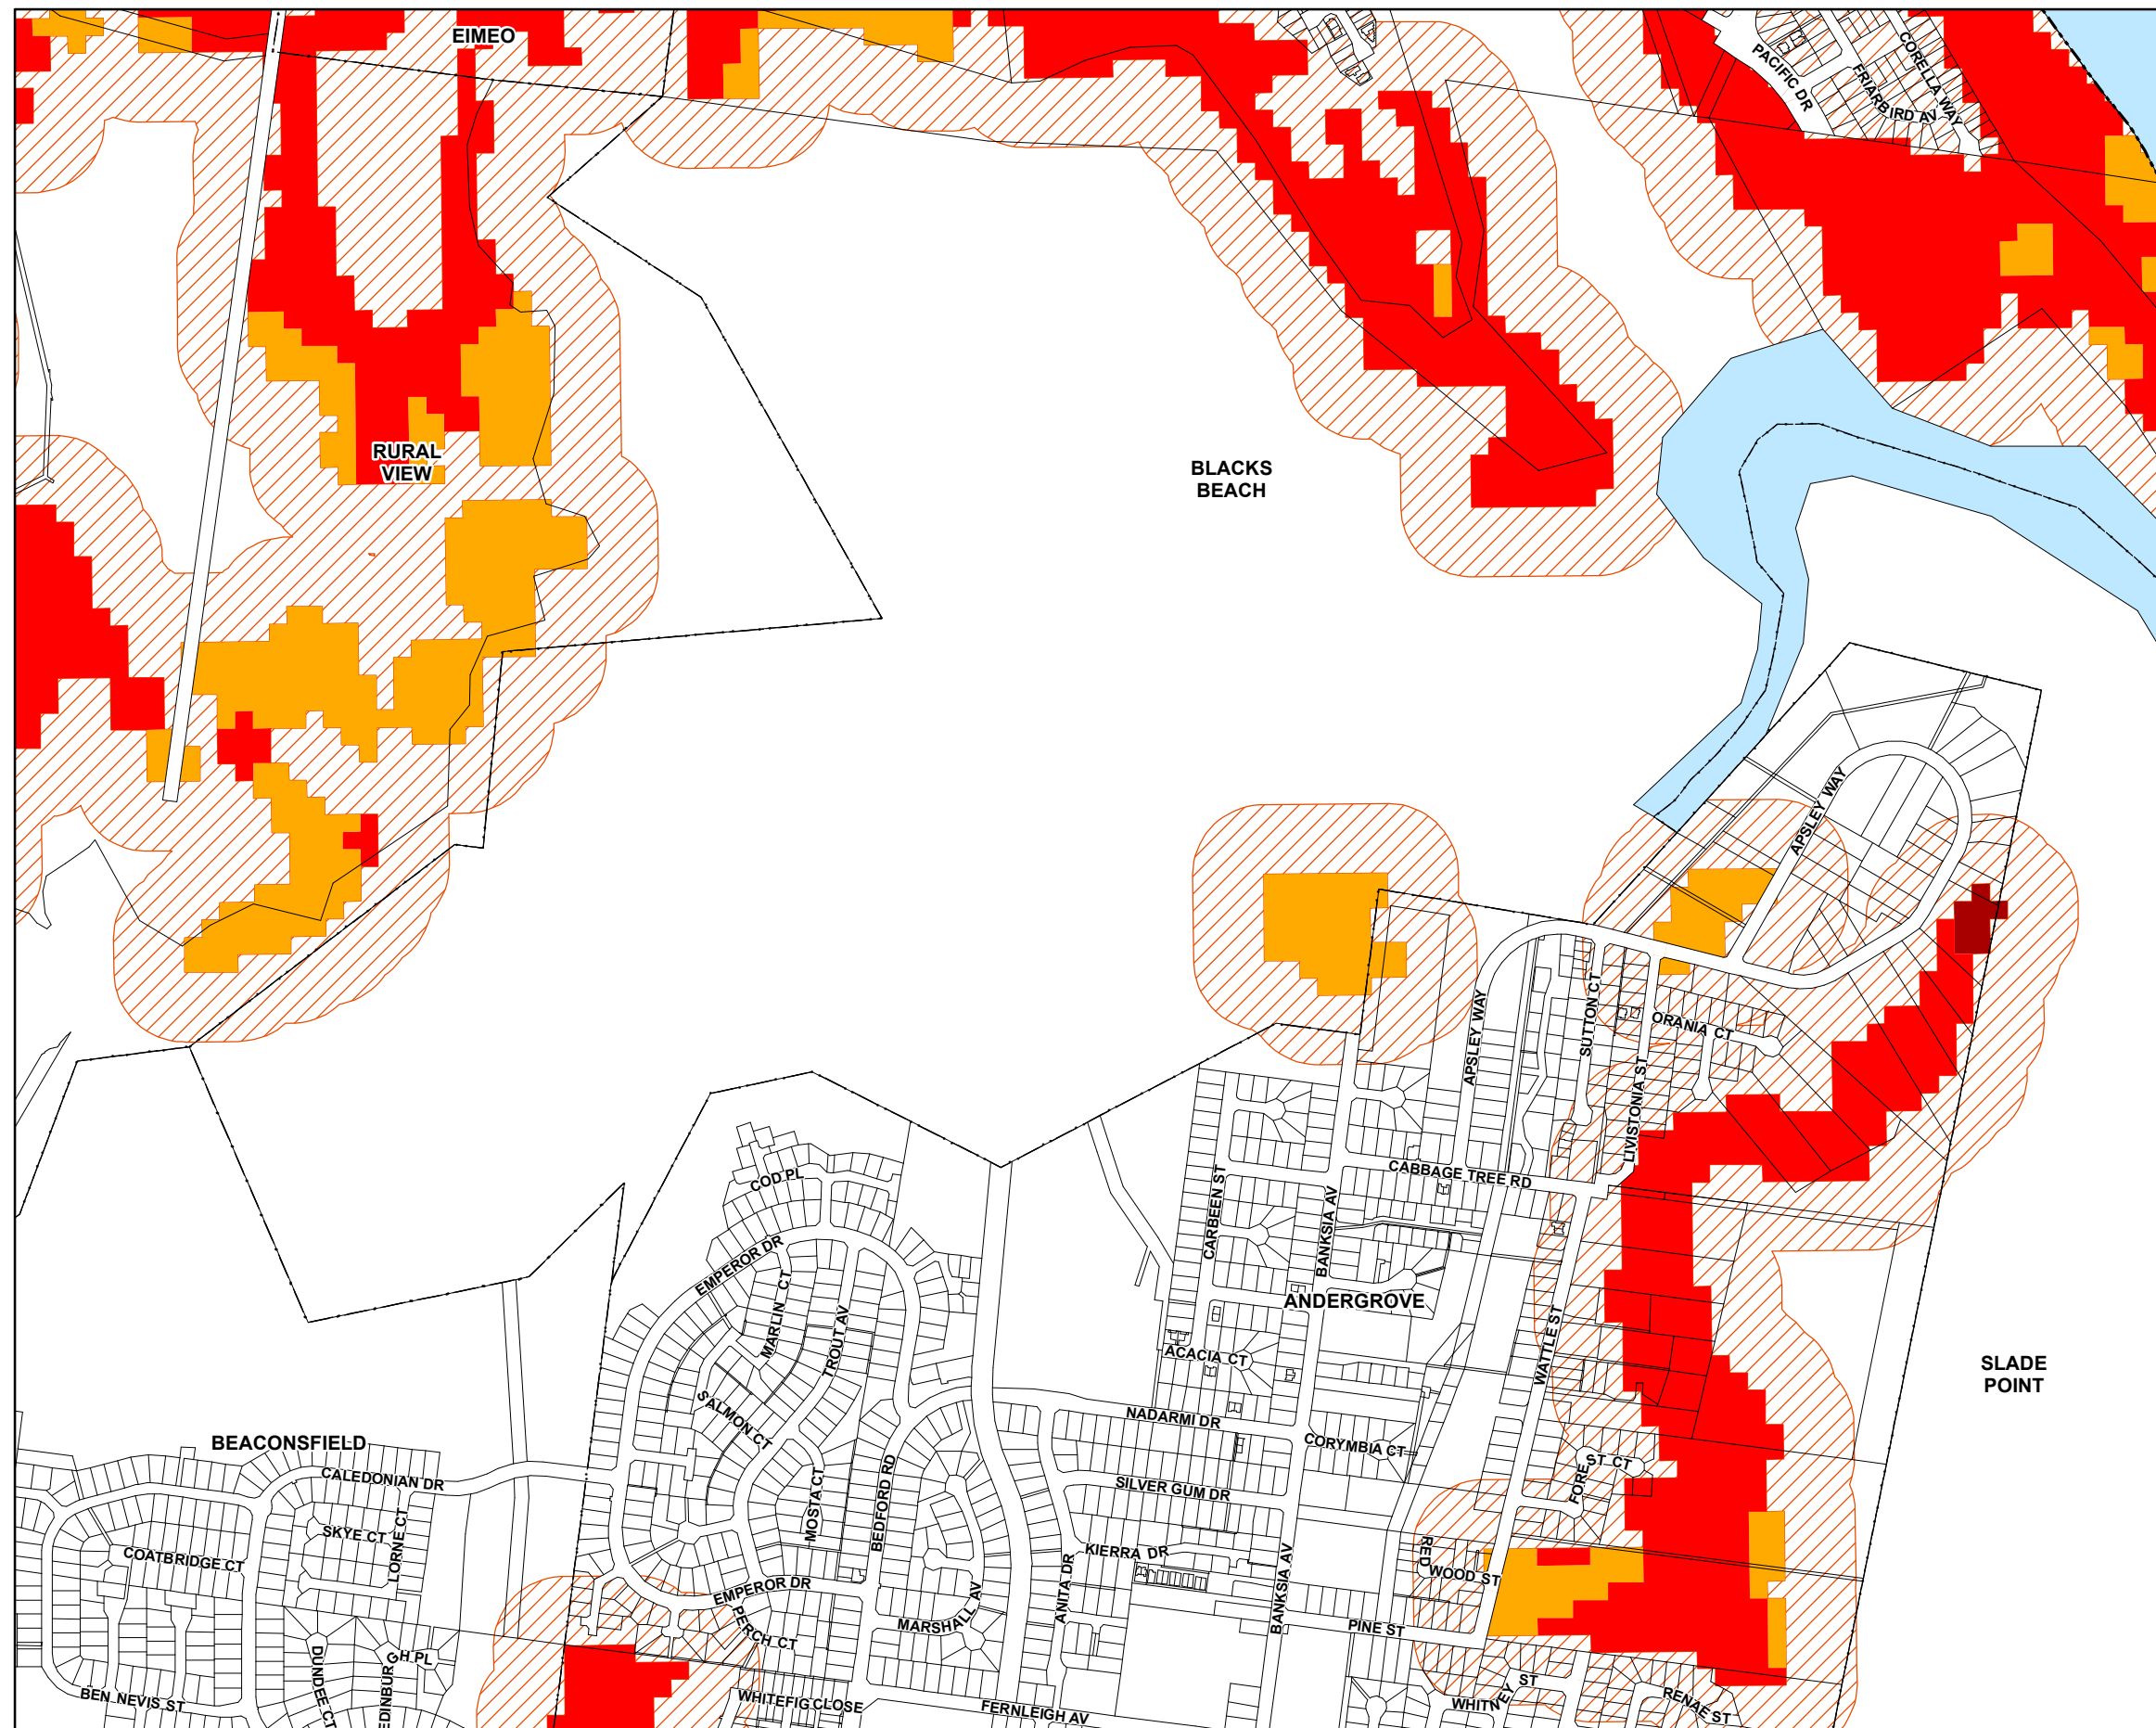 EIMEO
PACIFIC DR
FRIARBIRD AV
CORELLA WAY
RURAL
VIEW
BLACKS
BEACH
APSLEY WAY
APSLEY WAY
SUTTON CT
ORANIA CT
LIVISTONIA ST
CABBAGE TREE RD
CARBEEN ST
BANKSIA AV
COD PL
EMPEROR DR
MARLIN CT
TROUT AV
ANDERGROVE
ACACIA CT
WATTLE ST
SLADE
POINT
SALMON CT
NADARMI DR
CORYMBIA CT
BEACONSFIELD
CALEDONIAN DR
MOSTA CT
BEDFORD RD
SILVER GUM DR
FOREST CT
SKYE CT
LORNE CT
COATBRIDGE CT
KIERRA DR
RED
WOOD ST
EMPEROR DR
ANITA DR
BANKSIA AV
MARSHALL AV
PERCH CT
PINE ST
DUNDEE CT
EDINBURGH PL
BEN NEVIS ST
WHITEFIG CLOSE
FERNLEIGH AV
WHITNEY ST
RENAE ST